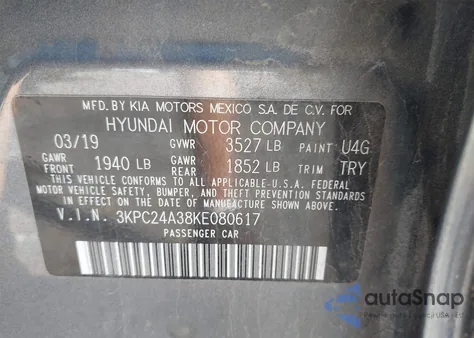 MFD. BY KIA MOTORS MEXICO S.A. DE C.V. FOR
HYUNDAI MOTOR COMPANY
03/19 GVWR 3527 LB PAINT U4G
GAWR FRONT 1940 LB GAWR REAR 1852 LB TRIM TRY
THIS VEHICLE CONFORMS TO ALL APPLICABLE-U.S.A. FEDERAL
MOTOR VEHICLE SAFETY, BUMPER, AND THEFT PREVENTION
STANDARDS IN EFFECT ON THE DATE OF MANUFACTURE SHOWN ABOVE.
V.I.N. 3KPC24A38KE080617
PASSENGER CAR
autoSnap